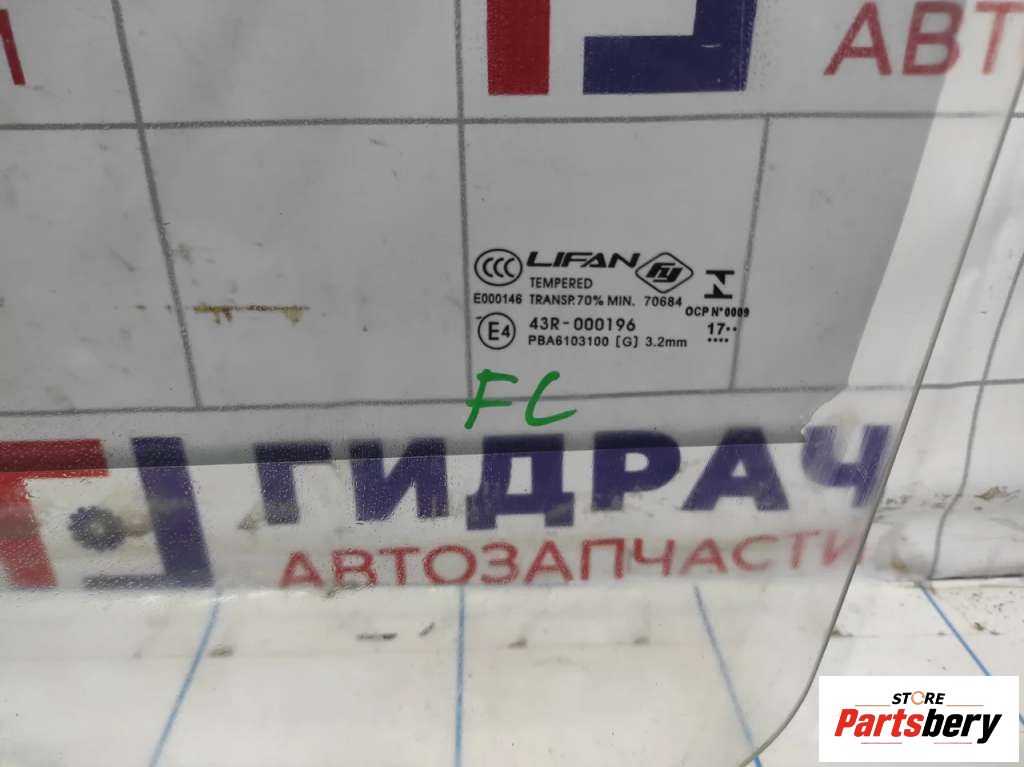 АВТ
CCC LIFAN FY
TEMPERED
E000146 TRANSP.70% MIN. 70684
OCP N°0009
E4 43R-000196 17··
····
PBA6103100 [G] 3.2mm
FC
ГИДРАЧ
АВТОЗАПЧАСТИ
STORE
Partsbery